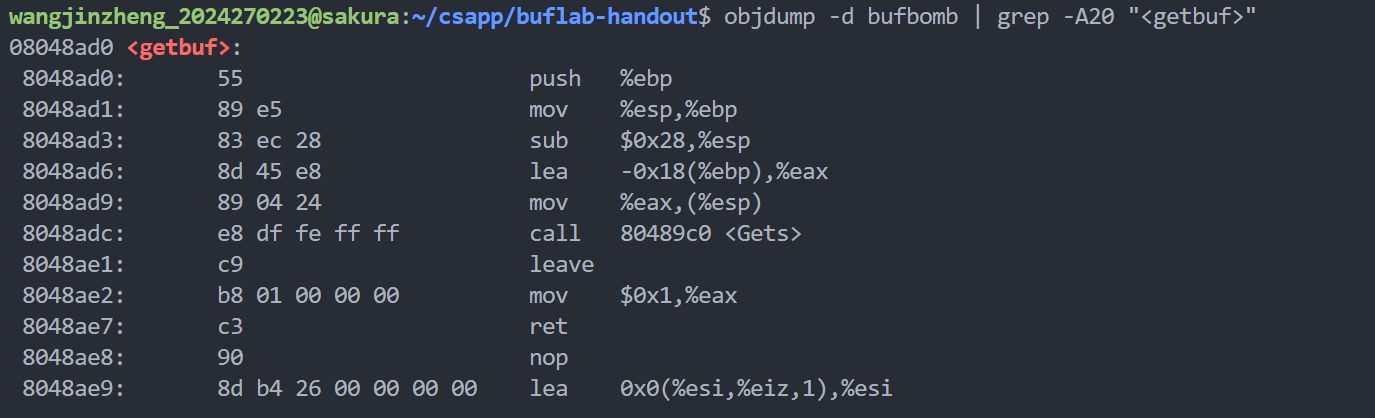 wangjinzheng_2024270223@sakura:~/csapp/buflab-handout$ objdump -d bufbomb | grep -A20 "<getbuf>"
08048ad0 <getbuf>:
 8048ad0:	55	push   %ebp
 8048ad1:	89 e5	mov    %esp,%ebp
 8048ad3:	83 ec 28	sub    $0x28,%esp
 8048ad6:	8d 45 e8	lea    -0x18(%ebp),%eax
 8048ad9:	89 04 24	mov    %eax,(%esp)
 8048adc:	e8 df fe ff ff	call   80489c0 <Gets>
 8048ae1:	c9	leave
 8048ae2:	b8 01 00 00 00	mov    $0x1,%eax
 8048ae7:	c3	ret
 8048ae8:	90	nop
 8048ae9:	8d b4 26 00 00 00 00	lea    0x0(%esi,%eiz,1),%esi